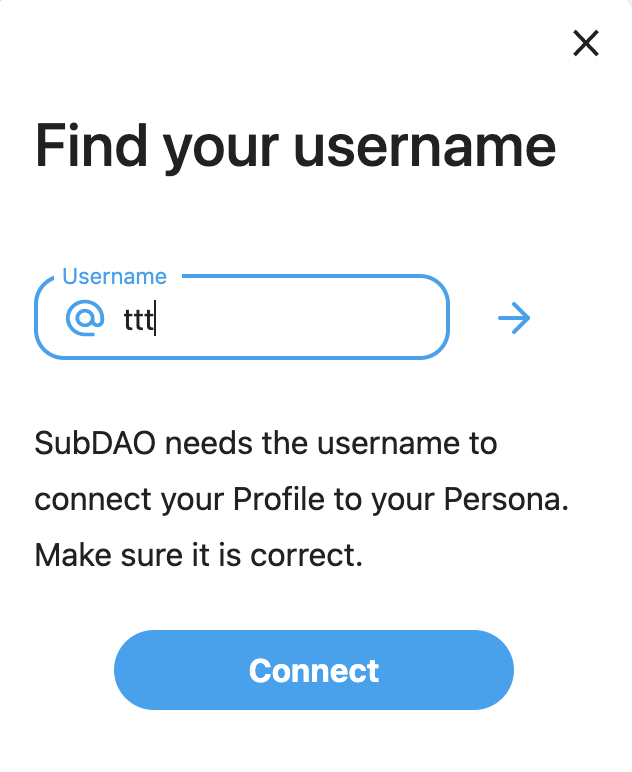 Find your username
Username
@ ttt
SubDAO needs the username to
connect your Profile to your Persona.
Make sure it is correct.
Connect